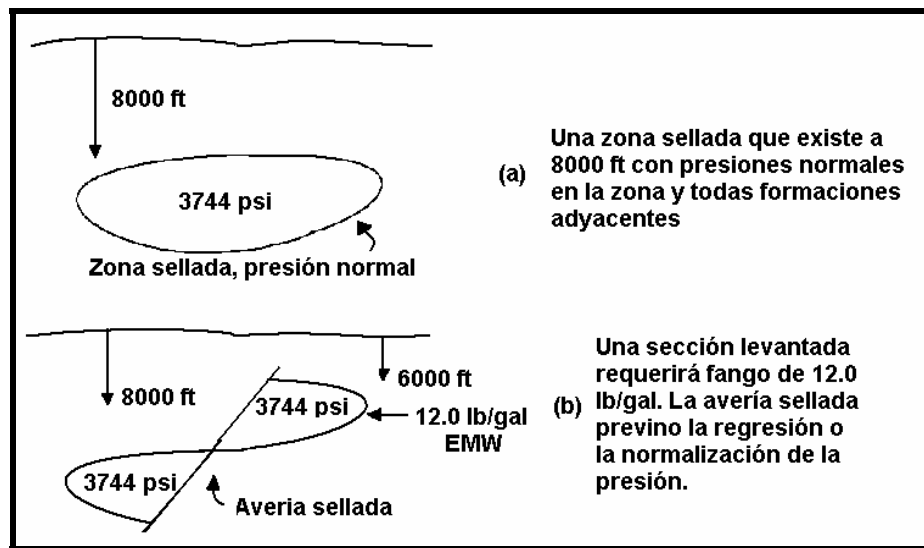 8000 ft
3744 psi
Zona sellada, presión normal
(a)
Una zona sellada que existe a
8000 ft con presiones normales
en la zona y todas formaciones
adyacentes
8000 ft
6000 ft
3744 psi
12.0 lb/gal
EMW
3744 psi
Averia sellada
(b)
Una sección levantada
requerirá fango de 12.0
lb/gal. La avería sellada
previno la regresión o
la normalización de la
presión.